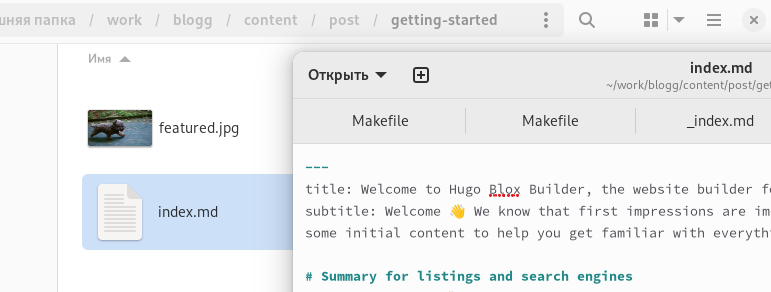 шняя папка / work / blogg / content / post / getting-started
Имя
featured.jpg
index.md
Открыть
index.md
~/work/blogg/content/post/get
Makefile
Makefile
_index.md
---
title: Welcome to Hugo Blox Builder, the website builder fo
subtitle: Welcome 👋 We know that first impressions are im
some initial content to help you get familiar with everythi
# Summary for listings and search engines